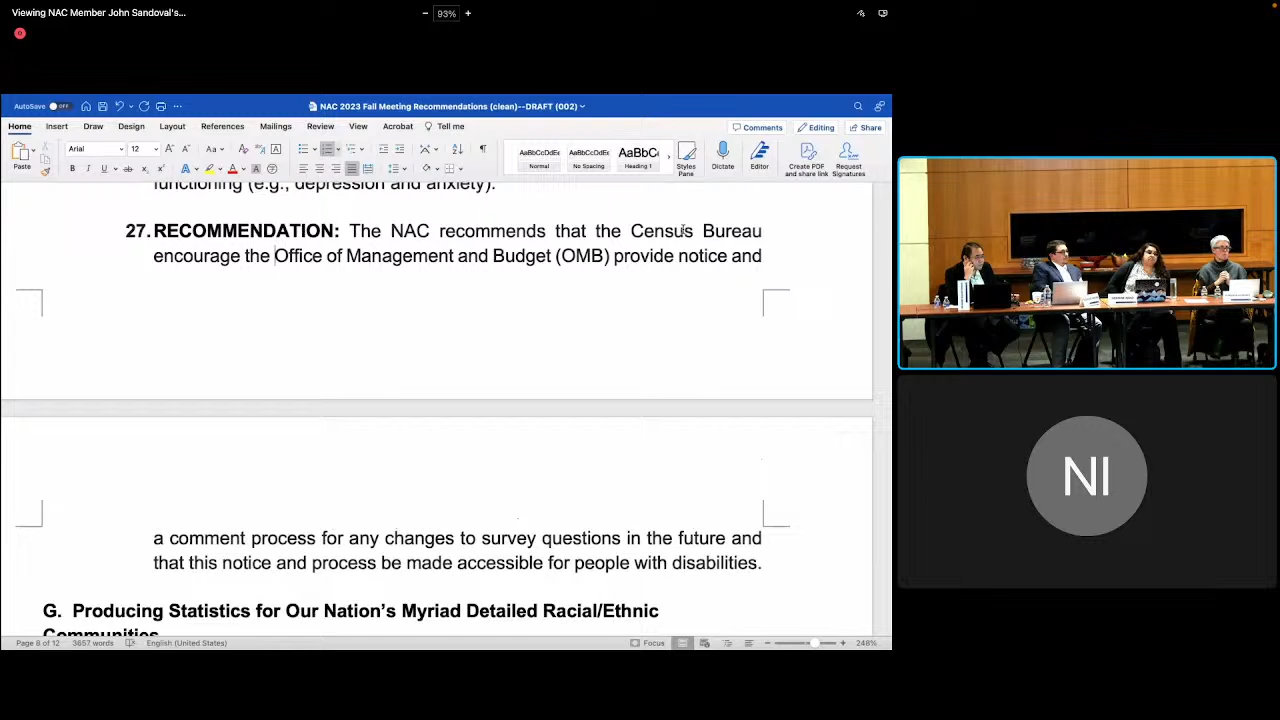 Viewing NAC Member John Sandoval's...
− 93% +
AutoSave OFF
NAC 2023 Fall Meeting Recommendations (clean)--DRAFT (002)
Home Insert Draw Design Layout References Mailings Review View Acrobat Tell me
Comments Editing Share
Paste
Arial 12
AaBbCcDdEe AaBbCcDdEe AaBbC
Normal No Spacing Heading 1
Styles Pane
Dictate
Editor
Create PDF and share link
Request Signatures
functioning (e.g., depression and anxiety).
27. RECOMMENDATION: The NAC recommends that the Census Bureau
encourage the Office of Management and Budget (OMB) provide notice and
a comment process for any changes to survey questions in the future and
that this notice and process be made accessible for people with disabilities.
G. Producing Statistics for Our Nation's Myriad Detailed Racial/Ethnic
Communities
Page 8 of 12 3657 words English (United States) Focus 248%
NI